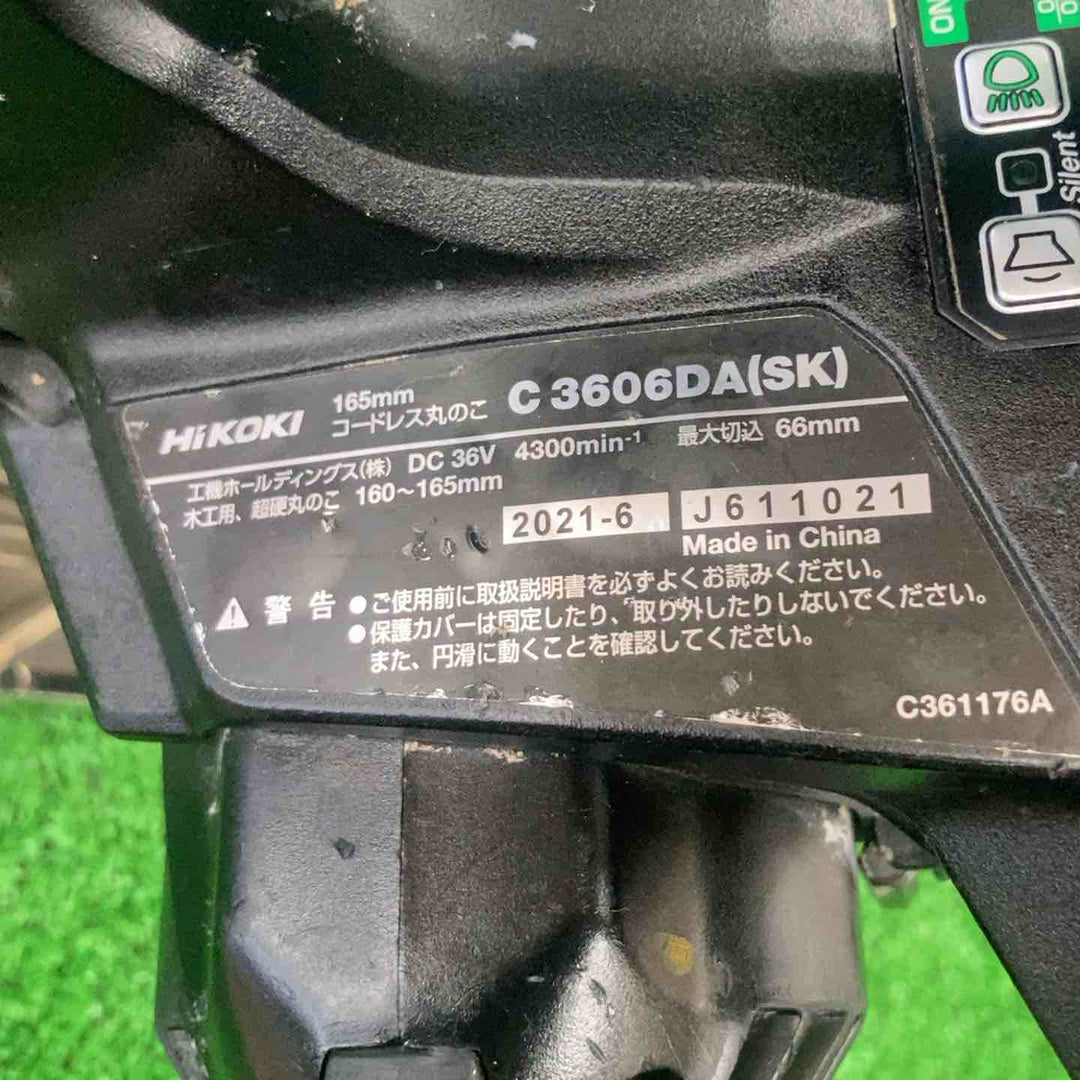 ON
Silent
HiKOKI 165mm コードレス丸のこ C 3606DA(SK)
工機ホールディングス(株) DC 36V 4300min-1 最大切込 66mm
木工用、超硬丸のこ 160～165mm
2021-6 J611021
Made in China
警告 ●ご使用前に取扱説明書を必ずよくお読みください。
●保護カバーは固定したり、取り外したりしないでください。
また、円滑に動くことを確認してください。
C361176A